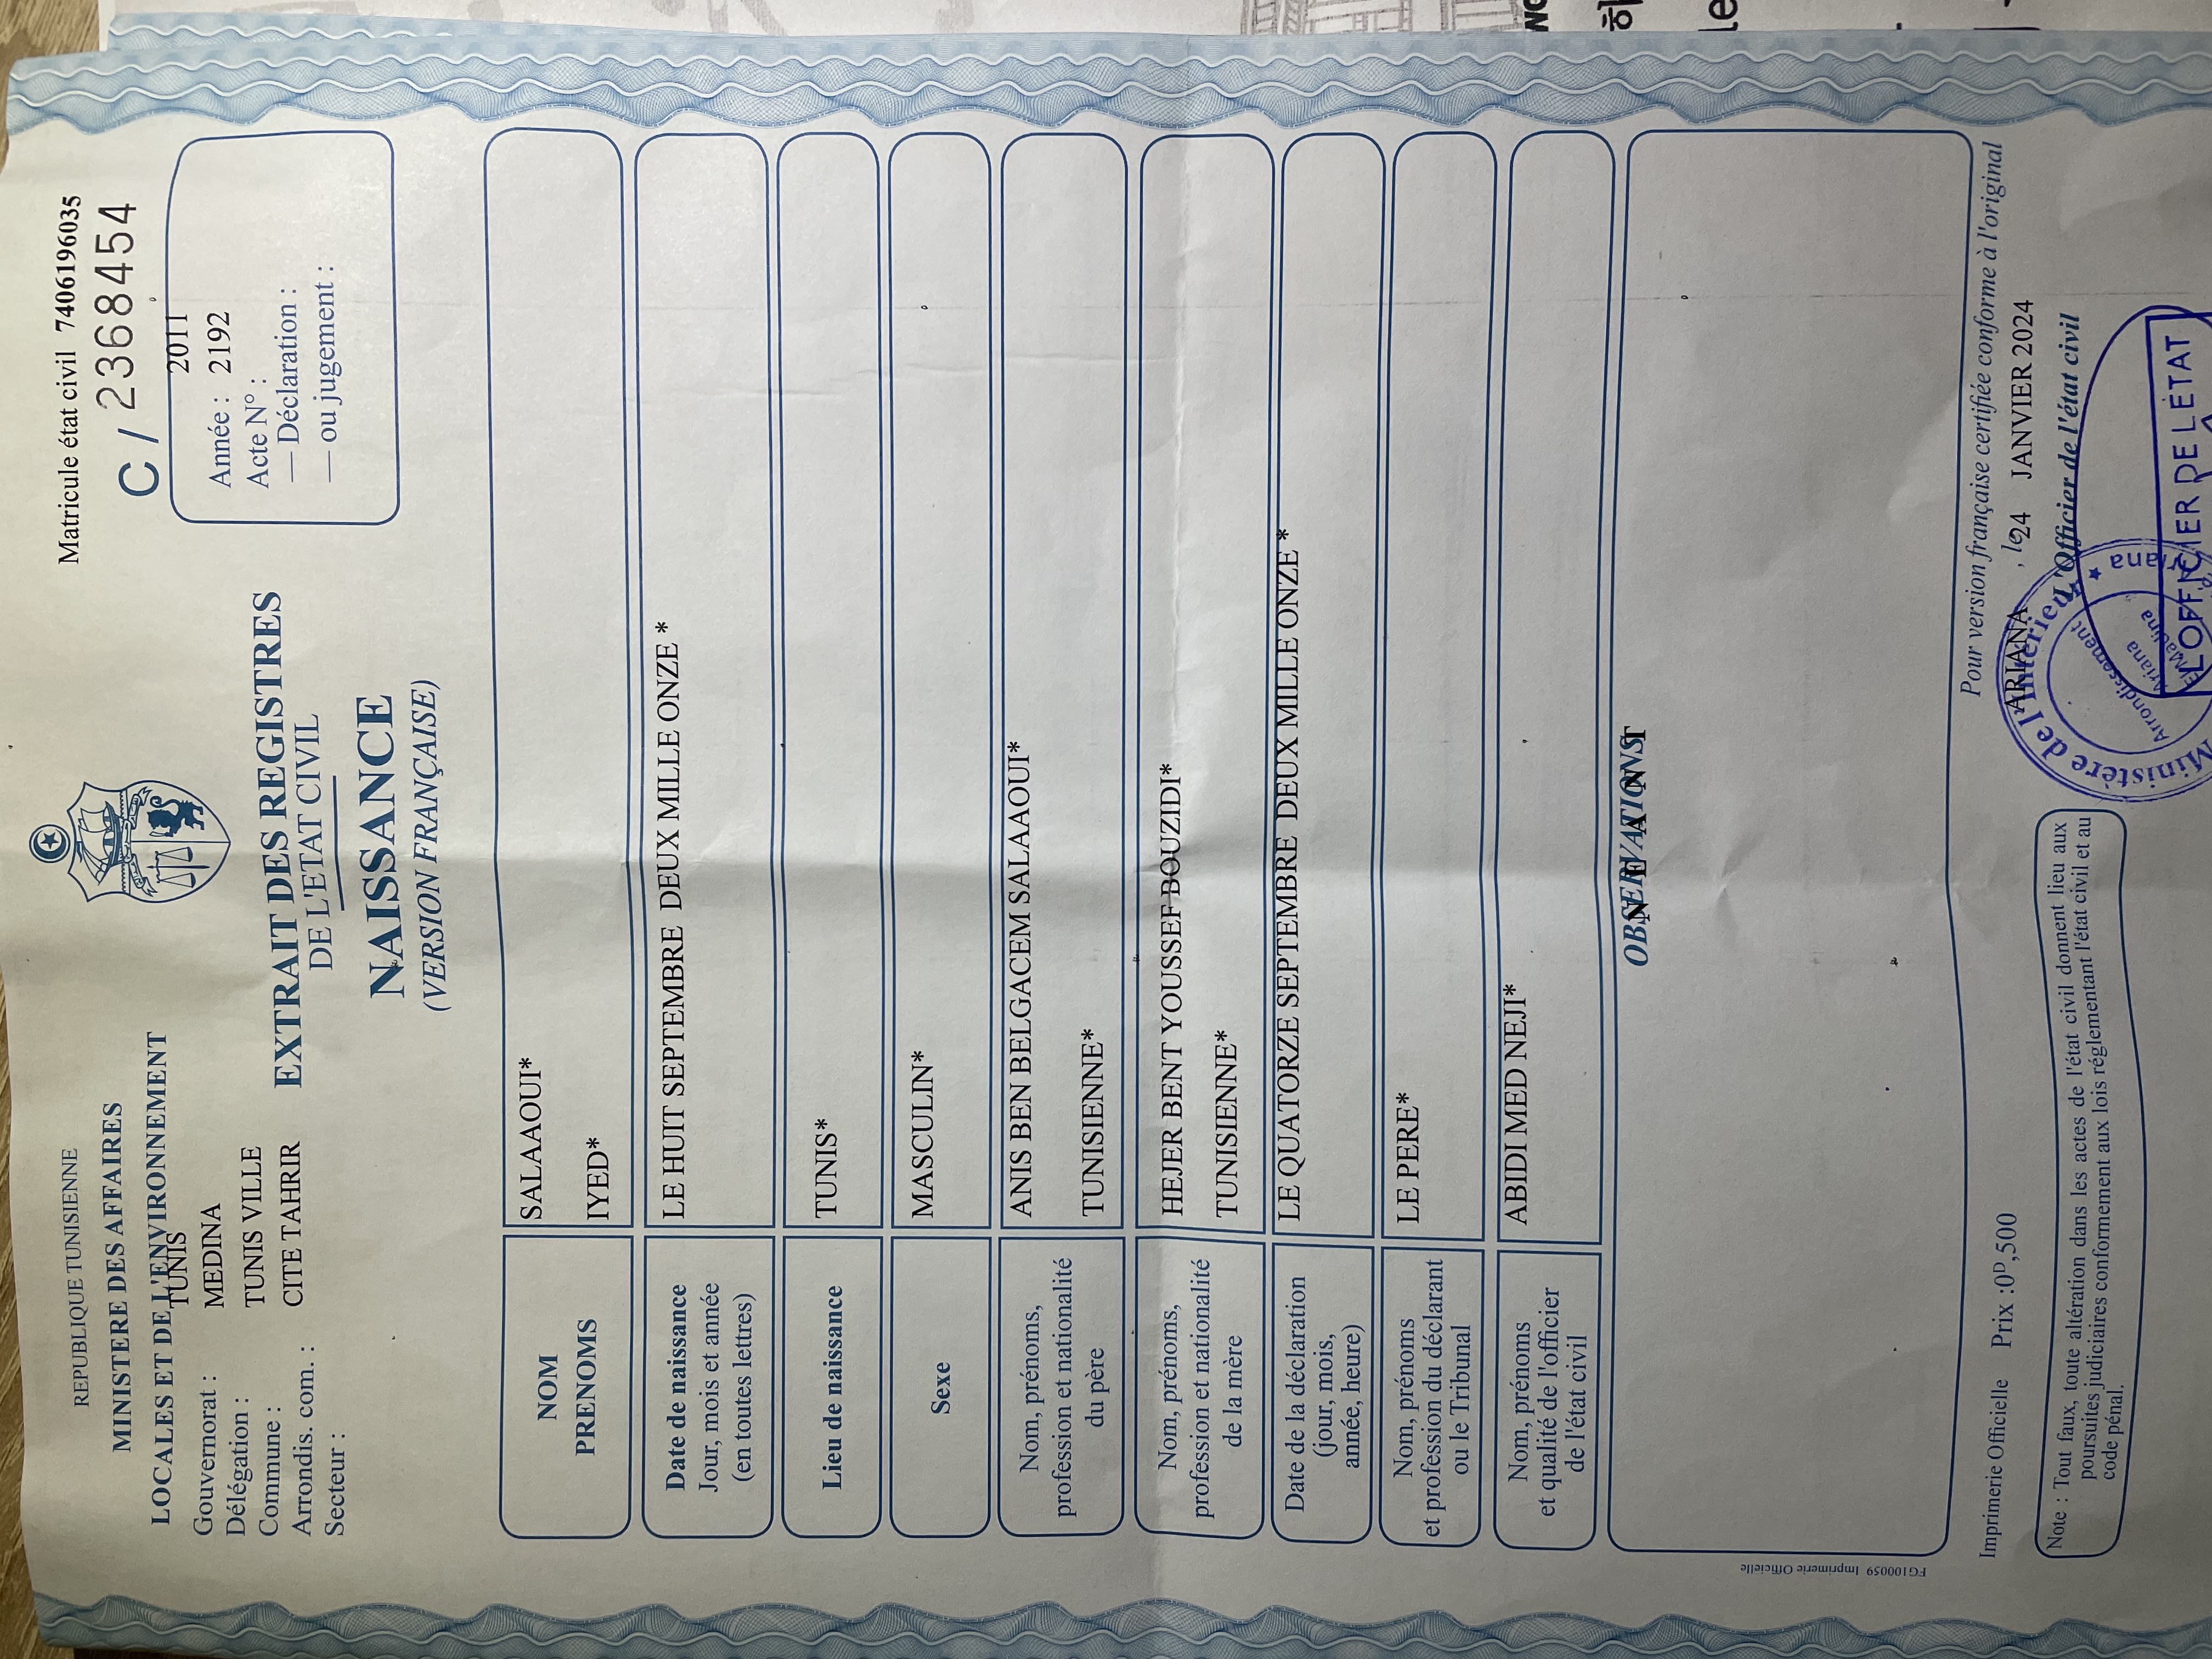 REPUBLIQUE TUNISIENNE
MINISTERE DES AFFAIRES
LOCALES ET DE L'ENVIRONNEMENT
TUNIS
Gouvernorat : MEDINA
Délégation :
Commune : TUNIS VILLE
Arrondis. com. : CITE TAHRIR
Secteur :
Matricule état civil 740619603­5
C / 2368454
2011
Année : 2192
Acte N° :
— Déclaration :
— ou jugement :
EXTRAIT DES REGISTRES
DE L'ETAT CIVIL
NAISSANCE
(VERSION FRANÇAISE)
NOM SALAAOUI*
PRENOMS IYED*
Date de naissance
Jour, mois et année
(en toutes lettres)
LE HUIT SEPTEMBRE DEUX MILLE ONZE *
Lieu de naissance TUNIS*
Sexe MASCULIN*
Nom, prénoms,
profession et nationalité
du père
ANIS BEN BELGACEM SALAAOUI*
TUNISIENNE*
Nom, prénoms,
profession et nationalité
de la mère
HEJER BENT YOUSSEF BOUZIDI*
TUNISIENNE*
Date de la déclaration
(jour, mois,
année, heure)
LE QUATORZE SEPTEMBRE DEUX MILLE ONZE *
Nom, prénoms
et profession du déclarant
ou le Tribunal
LE PERE*
Nom, prénoms
et qualité de l'officier
de l'état civil
ABIDI MED NEJI*
OBSERVATIONS
N E A N T
FG100059 Imprimerie Officielle
Pour version française certifiée conforme à l'original
ARIANA , le 24 JANVIER 2024
L'Officier de l'état civil
Imprimerie Officielle Prix : 0D,500
Note : Tout faux, toute altération dans les actes de l'état civil donnent lieu aux
poursuites judiciaires conformement aux lois réglementant l'état civil et au
code pénal.
Ministère de l'Intérieur
Ariana
Arrondissement
Ariana
L'OFFICIER DE L'ÉTAT